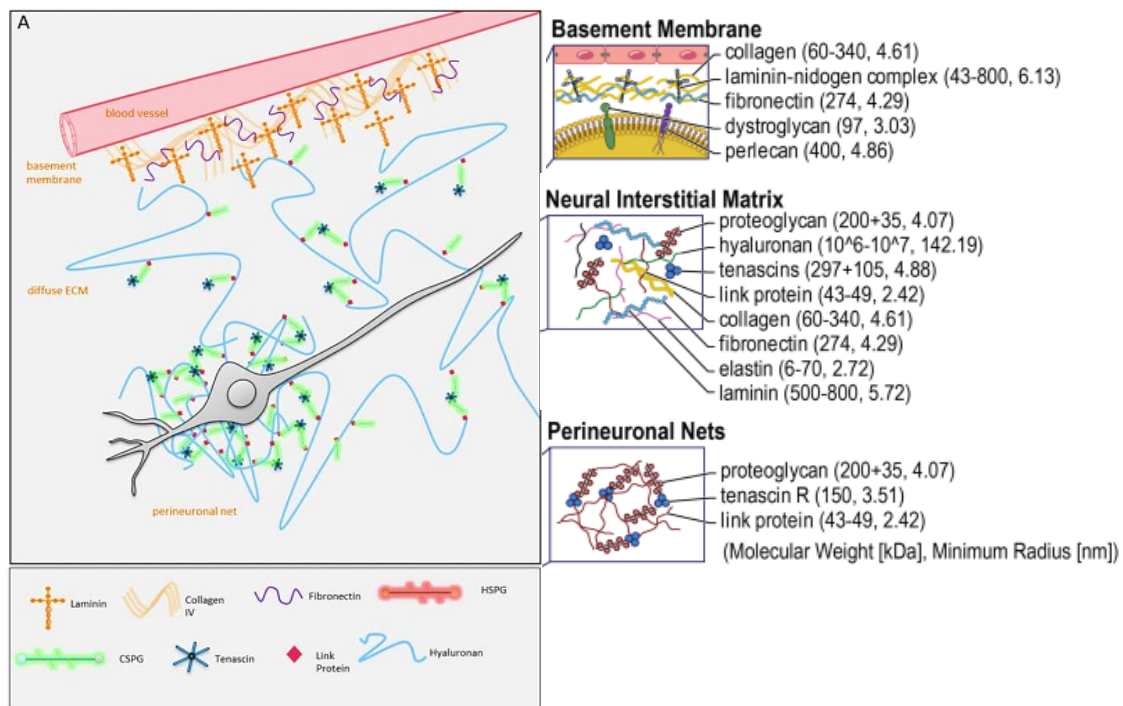 A
blood vessel
basement
membrane
diffuse ECM
perineuronal net
Laminin
Collagen
IV
Fibronectin
HSPG
CSPG
Tenascin
Link
Protein
Hyaluronan
Basement Membrane
collagen (60-340, 4.61)
laminin-nidogen complex (43-800, 6.13)
fibronectin (274, 4.29)
dystroglycan (97, 3.03)
perlecan (400, 4.86)
Neural Interstitial Matrix
proteoglycan (200+35, 4.07)
hyaluronan (10^6-10^7, 142.19)
tenascins (297+105, 4.88)
link protein (43-49, 2.42)
collagen (60-340, 4.61)
fibronectin (274, 4.29)
elastin (6-70, 2.72)
laminin (500-800, 5.72)
Perineuronal Nets
proteoglycan (200+35, 4.07)
tenascin R (150, 3.51)
link protein (43-49, 2.42)
(Molecular Weight [kDa], Minimum Radius [nm])